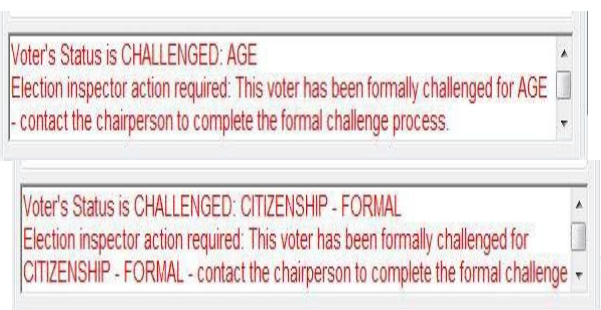 Voter's Status is CHALLENGED: AGE
Election inspector action required: This voter has been formally challenged for AGE
- contact the chairperson to complete the formal challenge process.
Voter's Status is CHALLENGED: CITIZENSHIP - FORMAL
Election inspector action required: This voter has been formally challenged for
CITIZENSHIP - FORMAL - contact the chairperson to complete the formal challenge